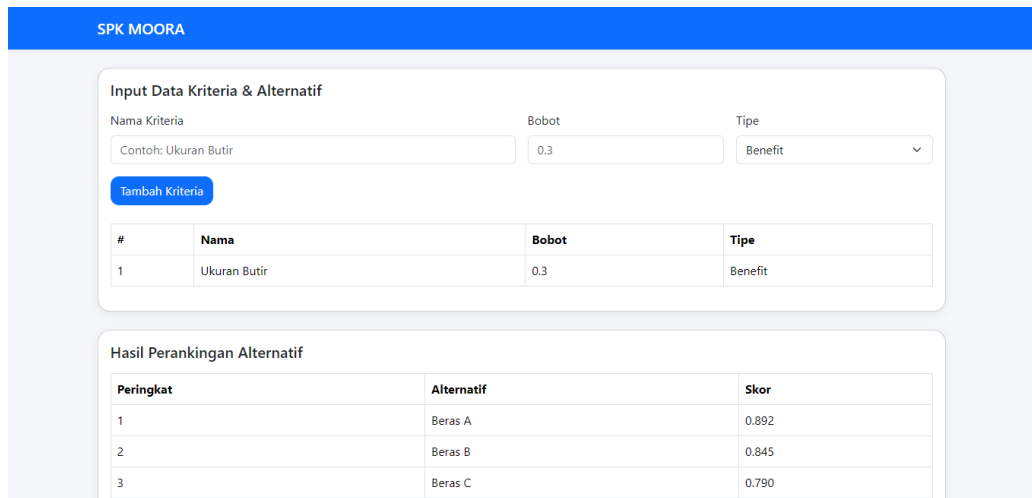 SPK MOORA
Input Data Kriteria & Alternatif
Nama Kriteria Bobot Tipe
Contoh: Ukuran Butir 0.3 Benefit
Tambah Kriteria
# Nama Bobot Tipe
1 Ukuran Butir 0.3 Benefit
Hasil Perankingan Alternatif
Peringkat Alternatif Skor
1 Beras A 0.892
2 Beras B 0.845
3 Beras C 0.790